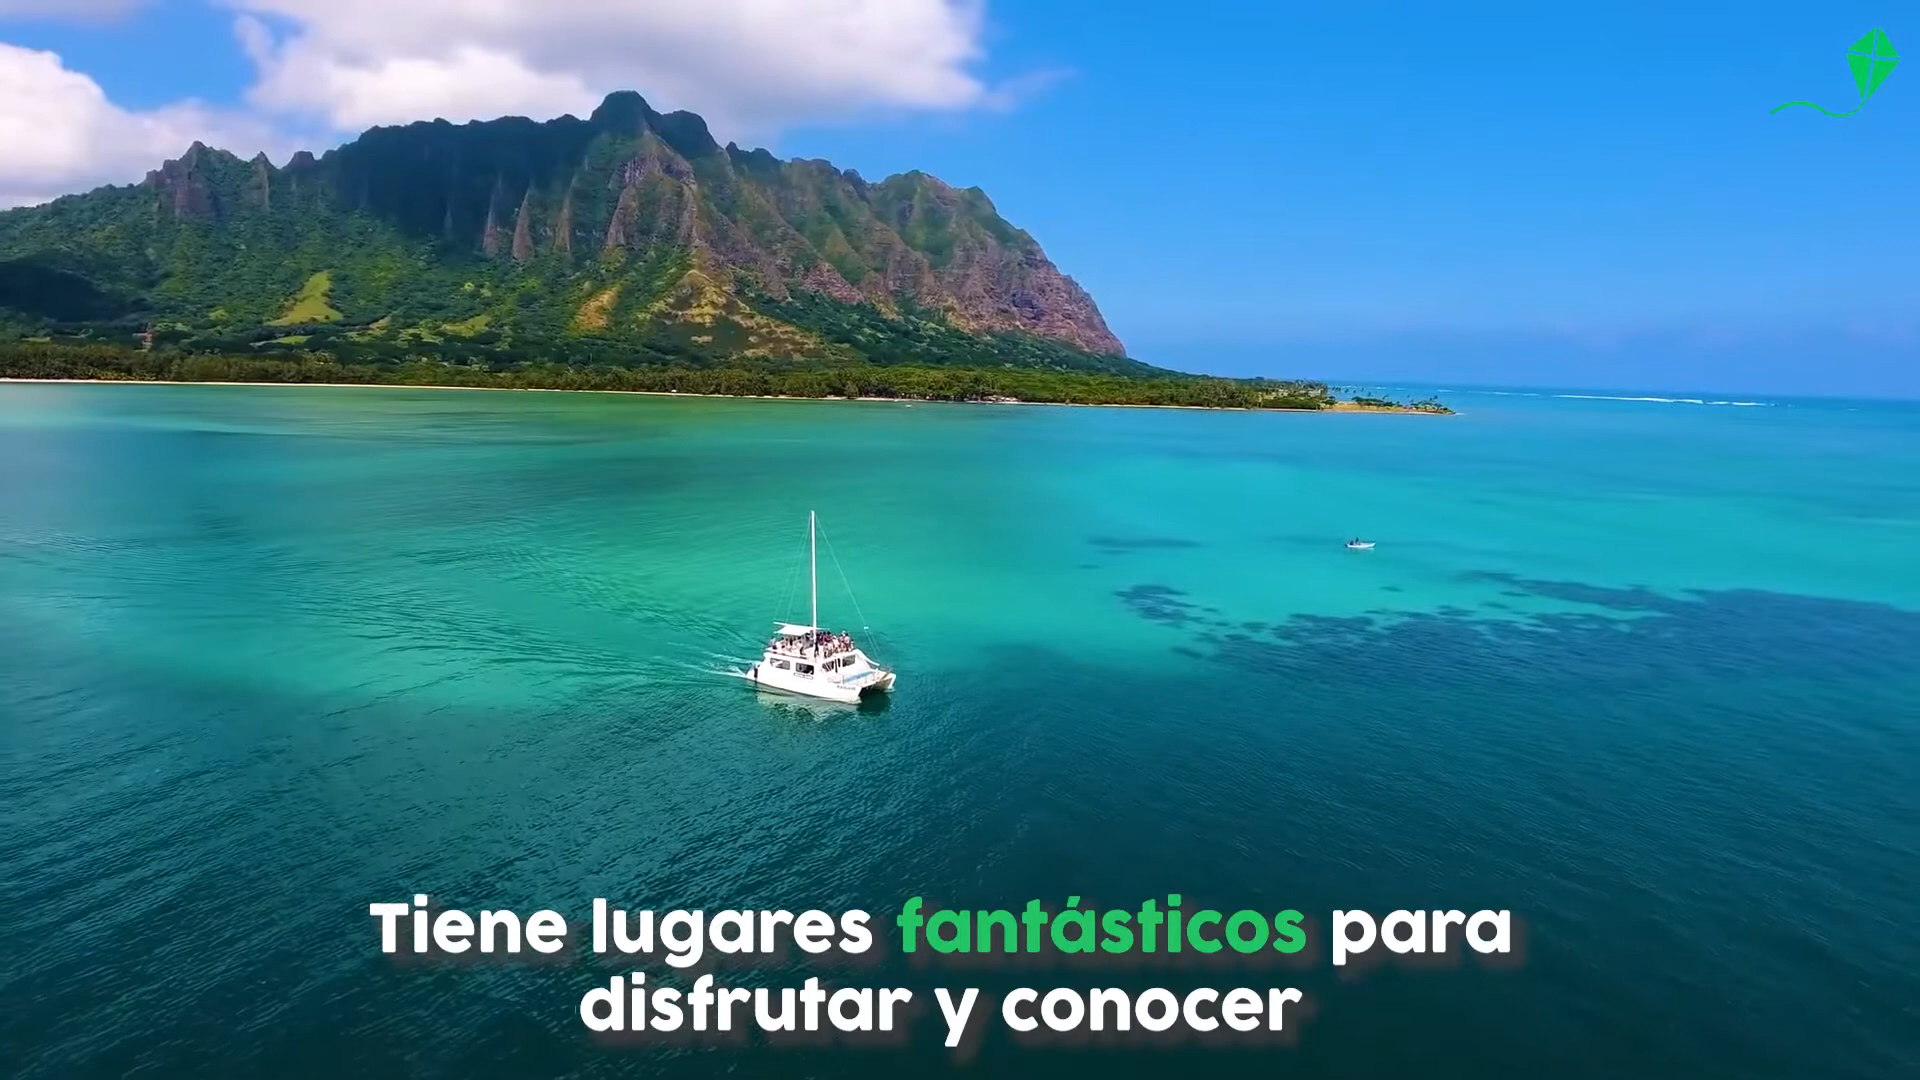 Tiene lugares fantásticos para
disfrutar y conocer